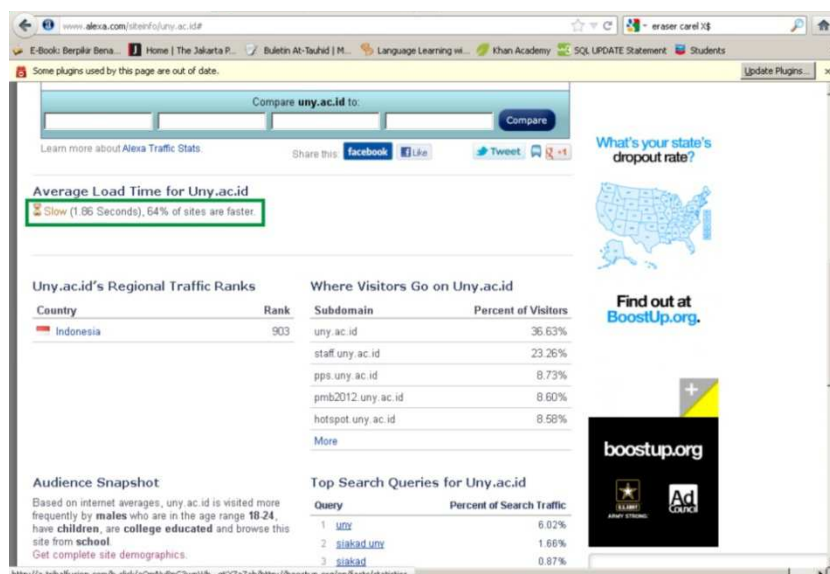 www.alexa.com/siteinfo/uny.ac.id#
eraser carel X$
E-Book: Berpikir Bena... Home | The Jakarta P... Buletin At-Tauhid | M... Language Learning wi... Khan Academy SQL UPDATE Statement Students
Some plugins used by this page are out of date. Update Plugins...
Compare uny.ac.id to:
Compare
Learn more about Alexa Traffic Stats Share this: facebook Like Tweet +1
Average Load Time for Uny.ac.id
Slow (1.86 Seconds), 64% of sites are faster.
Uny.ac.id's Regional Traffic Ranks
Country Rank
Indonesia 903
Where Visitors Go on Uny.ac.id
Subdomain Percent of Visitors
uny.ac.id 36.63%
staff.uny.ac.id 23.26%
pps.uny.ac.id 8.73%
pmb2012.uny.ac.id 8.60%
hotspot.uny.ac.id 8.58%
More
Audience Snapshot
Based on internet averages, uny.ac.id is visited more
frequently by males who are in the age range 18-24,
have children, are college educated and browse this
site from school.
Get complete site demographics.
Top Search Queries for Uny.ac.id
Query Percent of Search Traffic
1 uny 6.02%
2 siakad uny 1.66%
3 siakad 0.87%
What's your state's
dropout rate?
Find out at
BoostUp.org.
+
boostup.org
U.S. ARMY
ARMY STRONG
Ad
Council